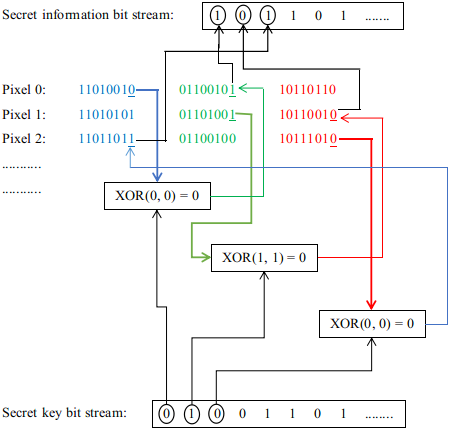 Secret information bit stream: 1 0 1 1 0 1 .......
Pixel 0: 11010010 01100101 10110110
Pixel 1: 11010101 01101001 10110010
Pixel 2: 11011011 01100100 10111010
...........
...........
XOR(0, 0) = 0
XOR(1, 1) = 0
XOR(0, 0) = 0
Secret key bit stream: 0 1 0 0 1 1 0 1 ........